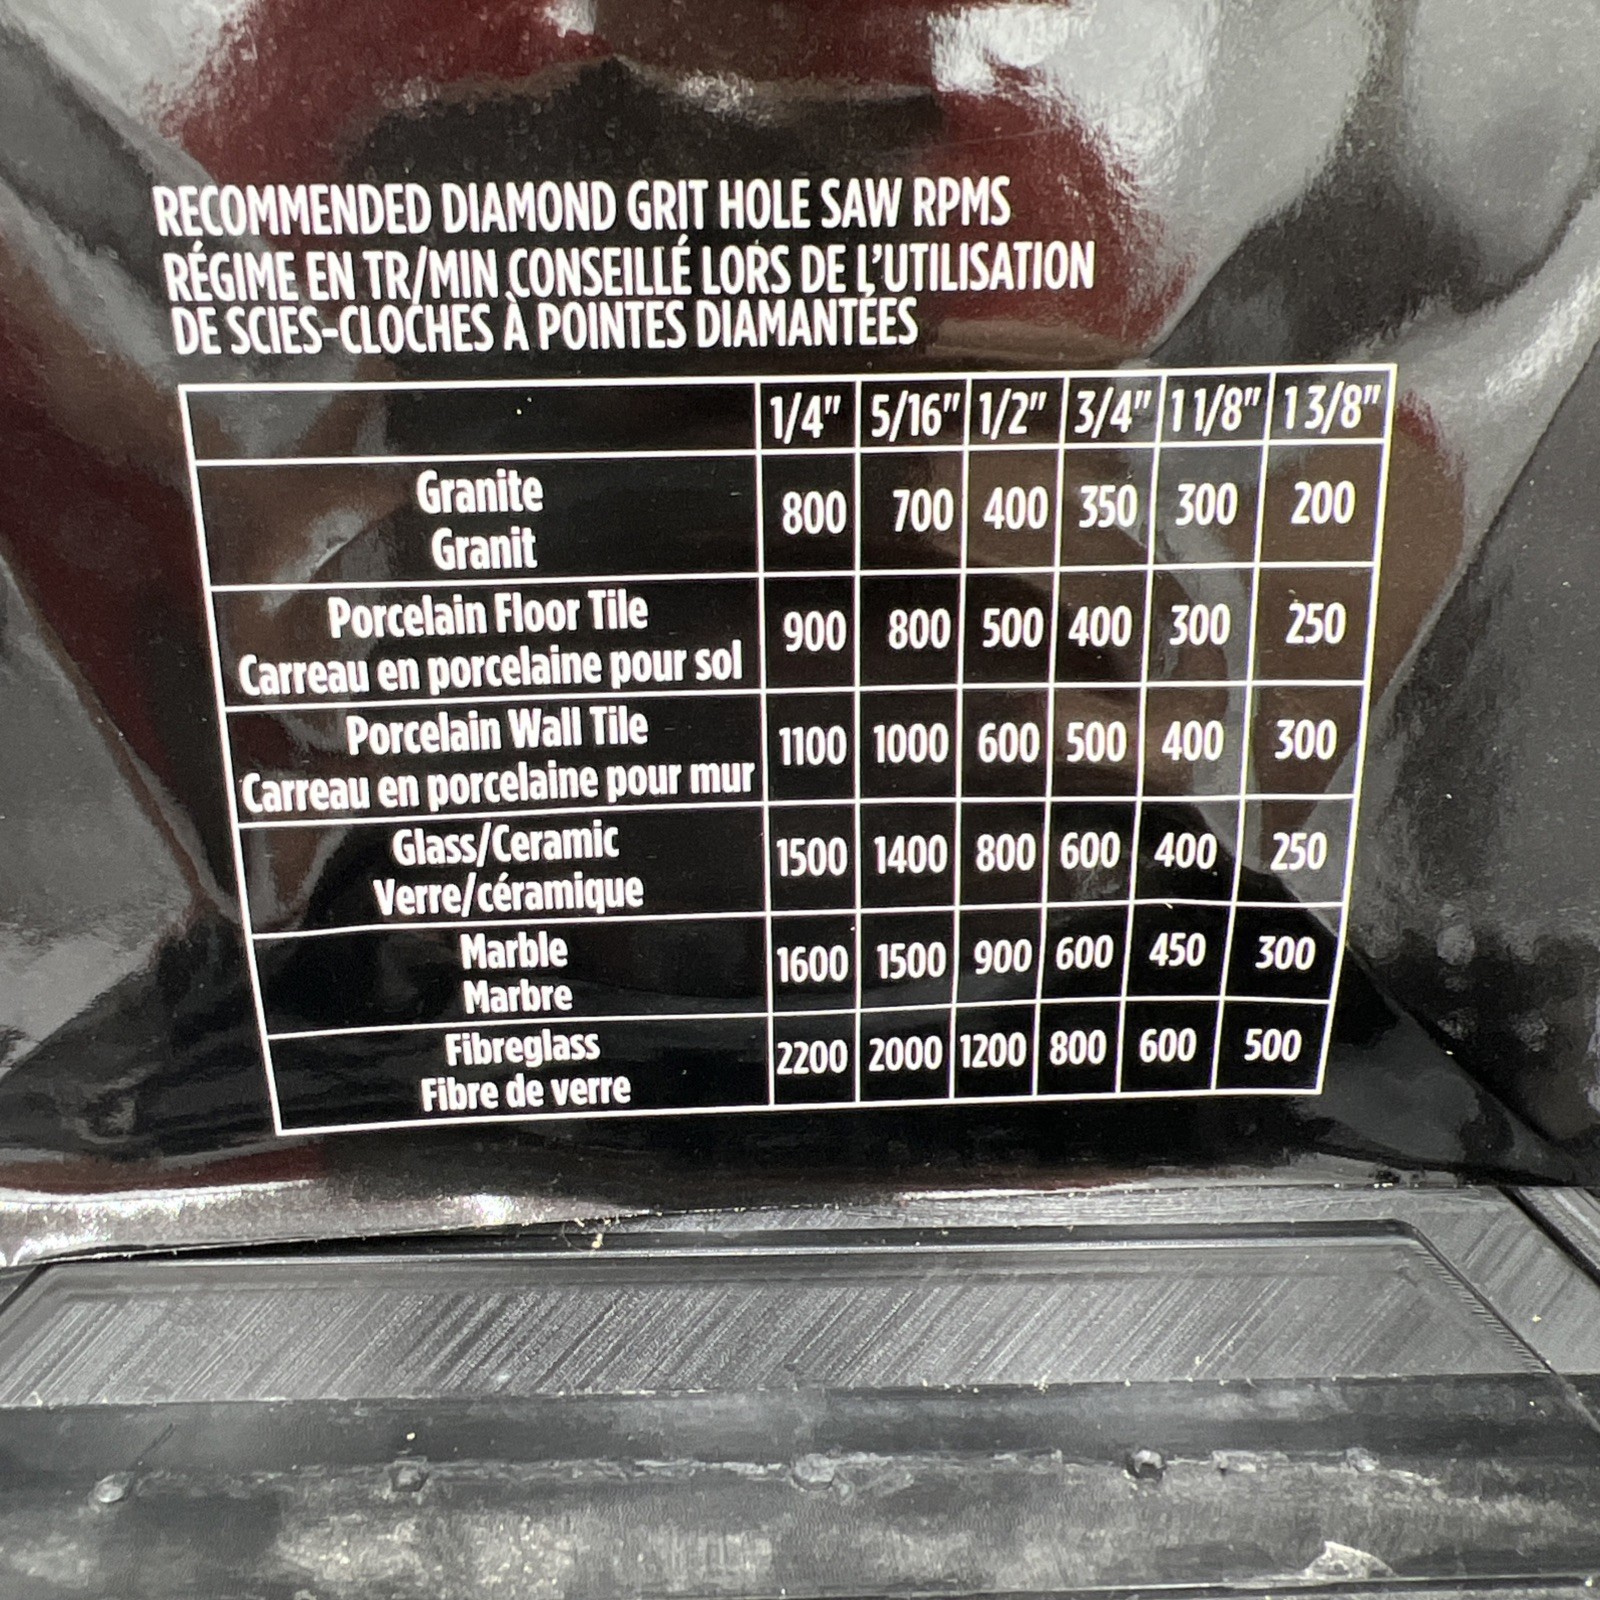 RECOMMENDED DIAMOND GRIT HOLE SAW RPMS
RÉGIME EN TR/MIN CONSEILLÉ LORS DE L'UTILISATION
DE SCIES-CLOCHES À POINTES DIAMANTÉES
1/4" 5/16" 1/2" 3/4" 1 1/8" 1 3/8"
Granite
Granit
800 700 400 350 300 200
Porcelain Floor Tile
Carreau en porcelaine pour sol
900 800 500 400 300 250
Porcelain Wall Tile
Carreau en porcelaine pour mur
1100 1000 600 500 400 300
Glass/Ceramic
Verre/céramique
1500 1400 800 600 400 250
Marble
Marbre
1600 1500 900 600 450 300
Fibreglass
Fibre de verre
2200 2000 1200 800 600 500